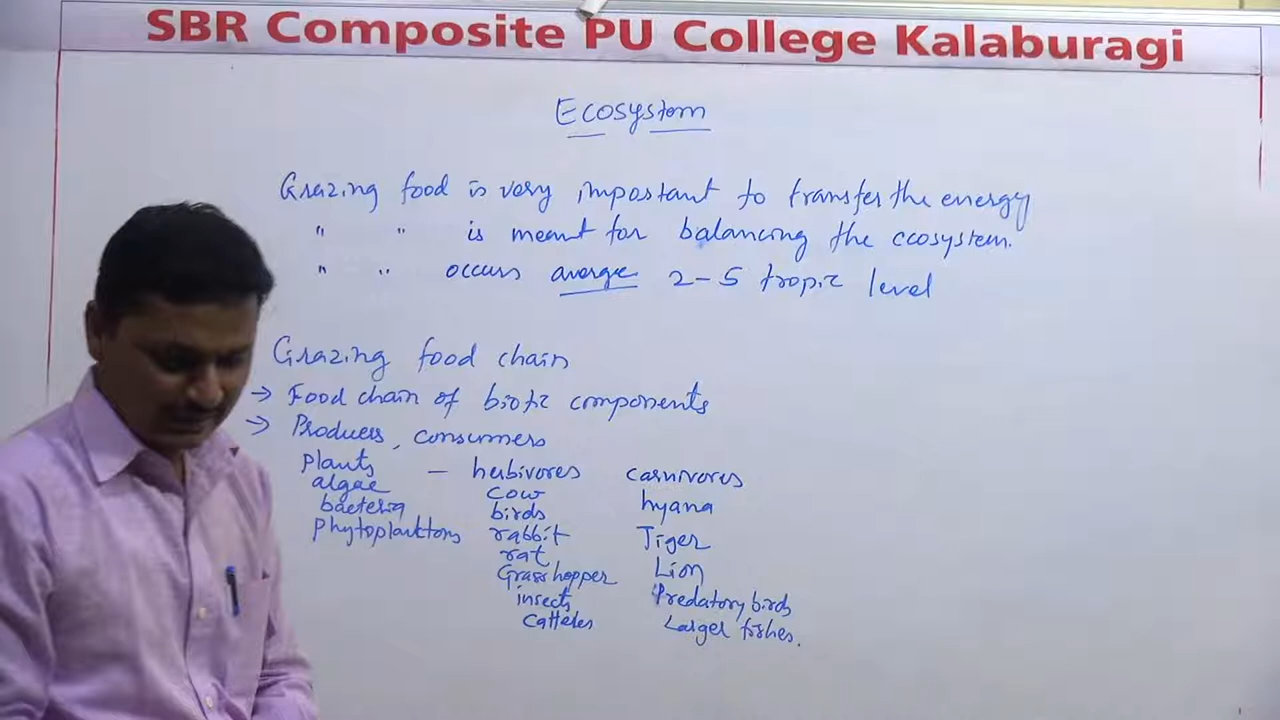 SBR Composite PU College Kalaburagi
Ecosystem
Grazing food is very important to transfer the energy
" " is meant for balancing the ecosystem.
" " occurs average 2-5 tropic level
Grazing food chain
→ Food chain of biotic components
→ Producers, consumers
Plants - herbivores carnivores
algae cow hyana
bacteria birds
Phytoplanktons rabbit Tiger
rat
Grasshopper Lion
insects Predatory birds
catteles Larger fishes.